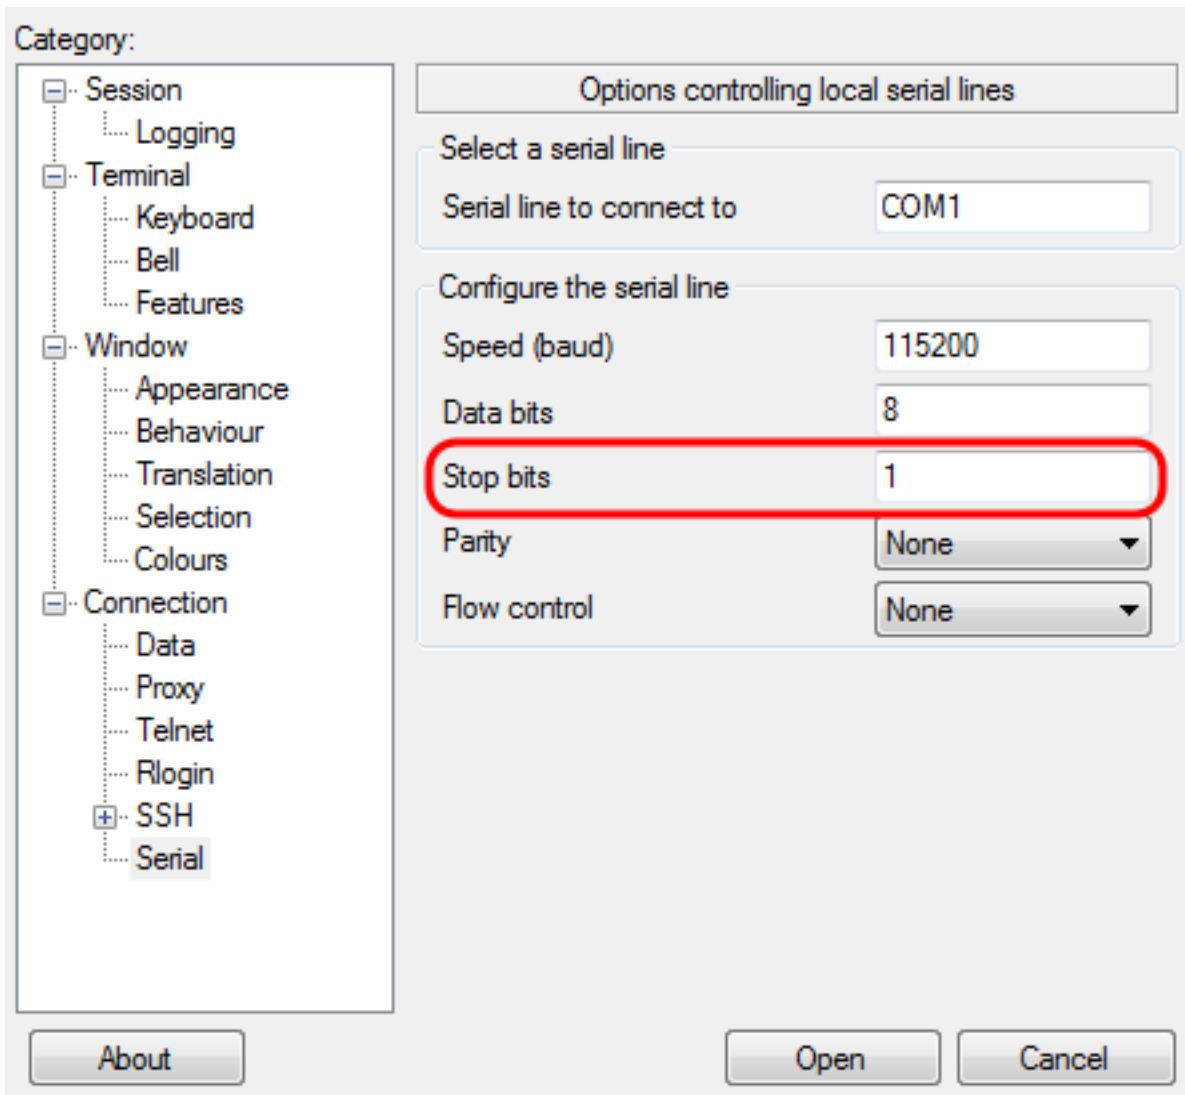 Category:
Session
Logging
Terminal
Keyboard
Bell
Features
Window
Appearance
Behaviour
Translation
Selection
Colours
Connection
Data
Proxy
Telnet
Rlogin
SSH
Serial
Options controlling local serial lines
Select a serial line
Serial line to connect to COM1
Configure the serial line
Speed (baud) 115200
Data bits 8
Stop bits 1
Parity None
Flow control None
About Open Cancel